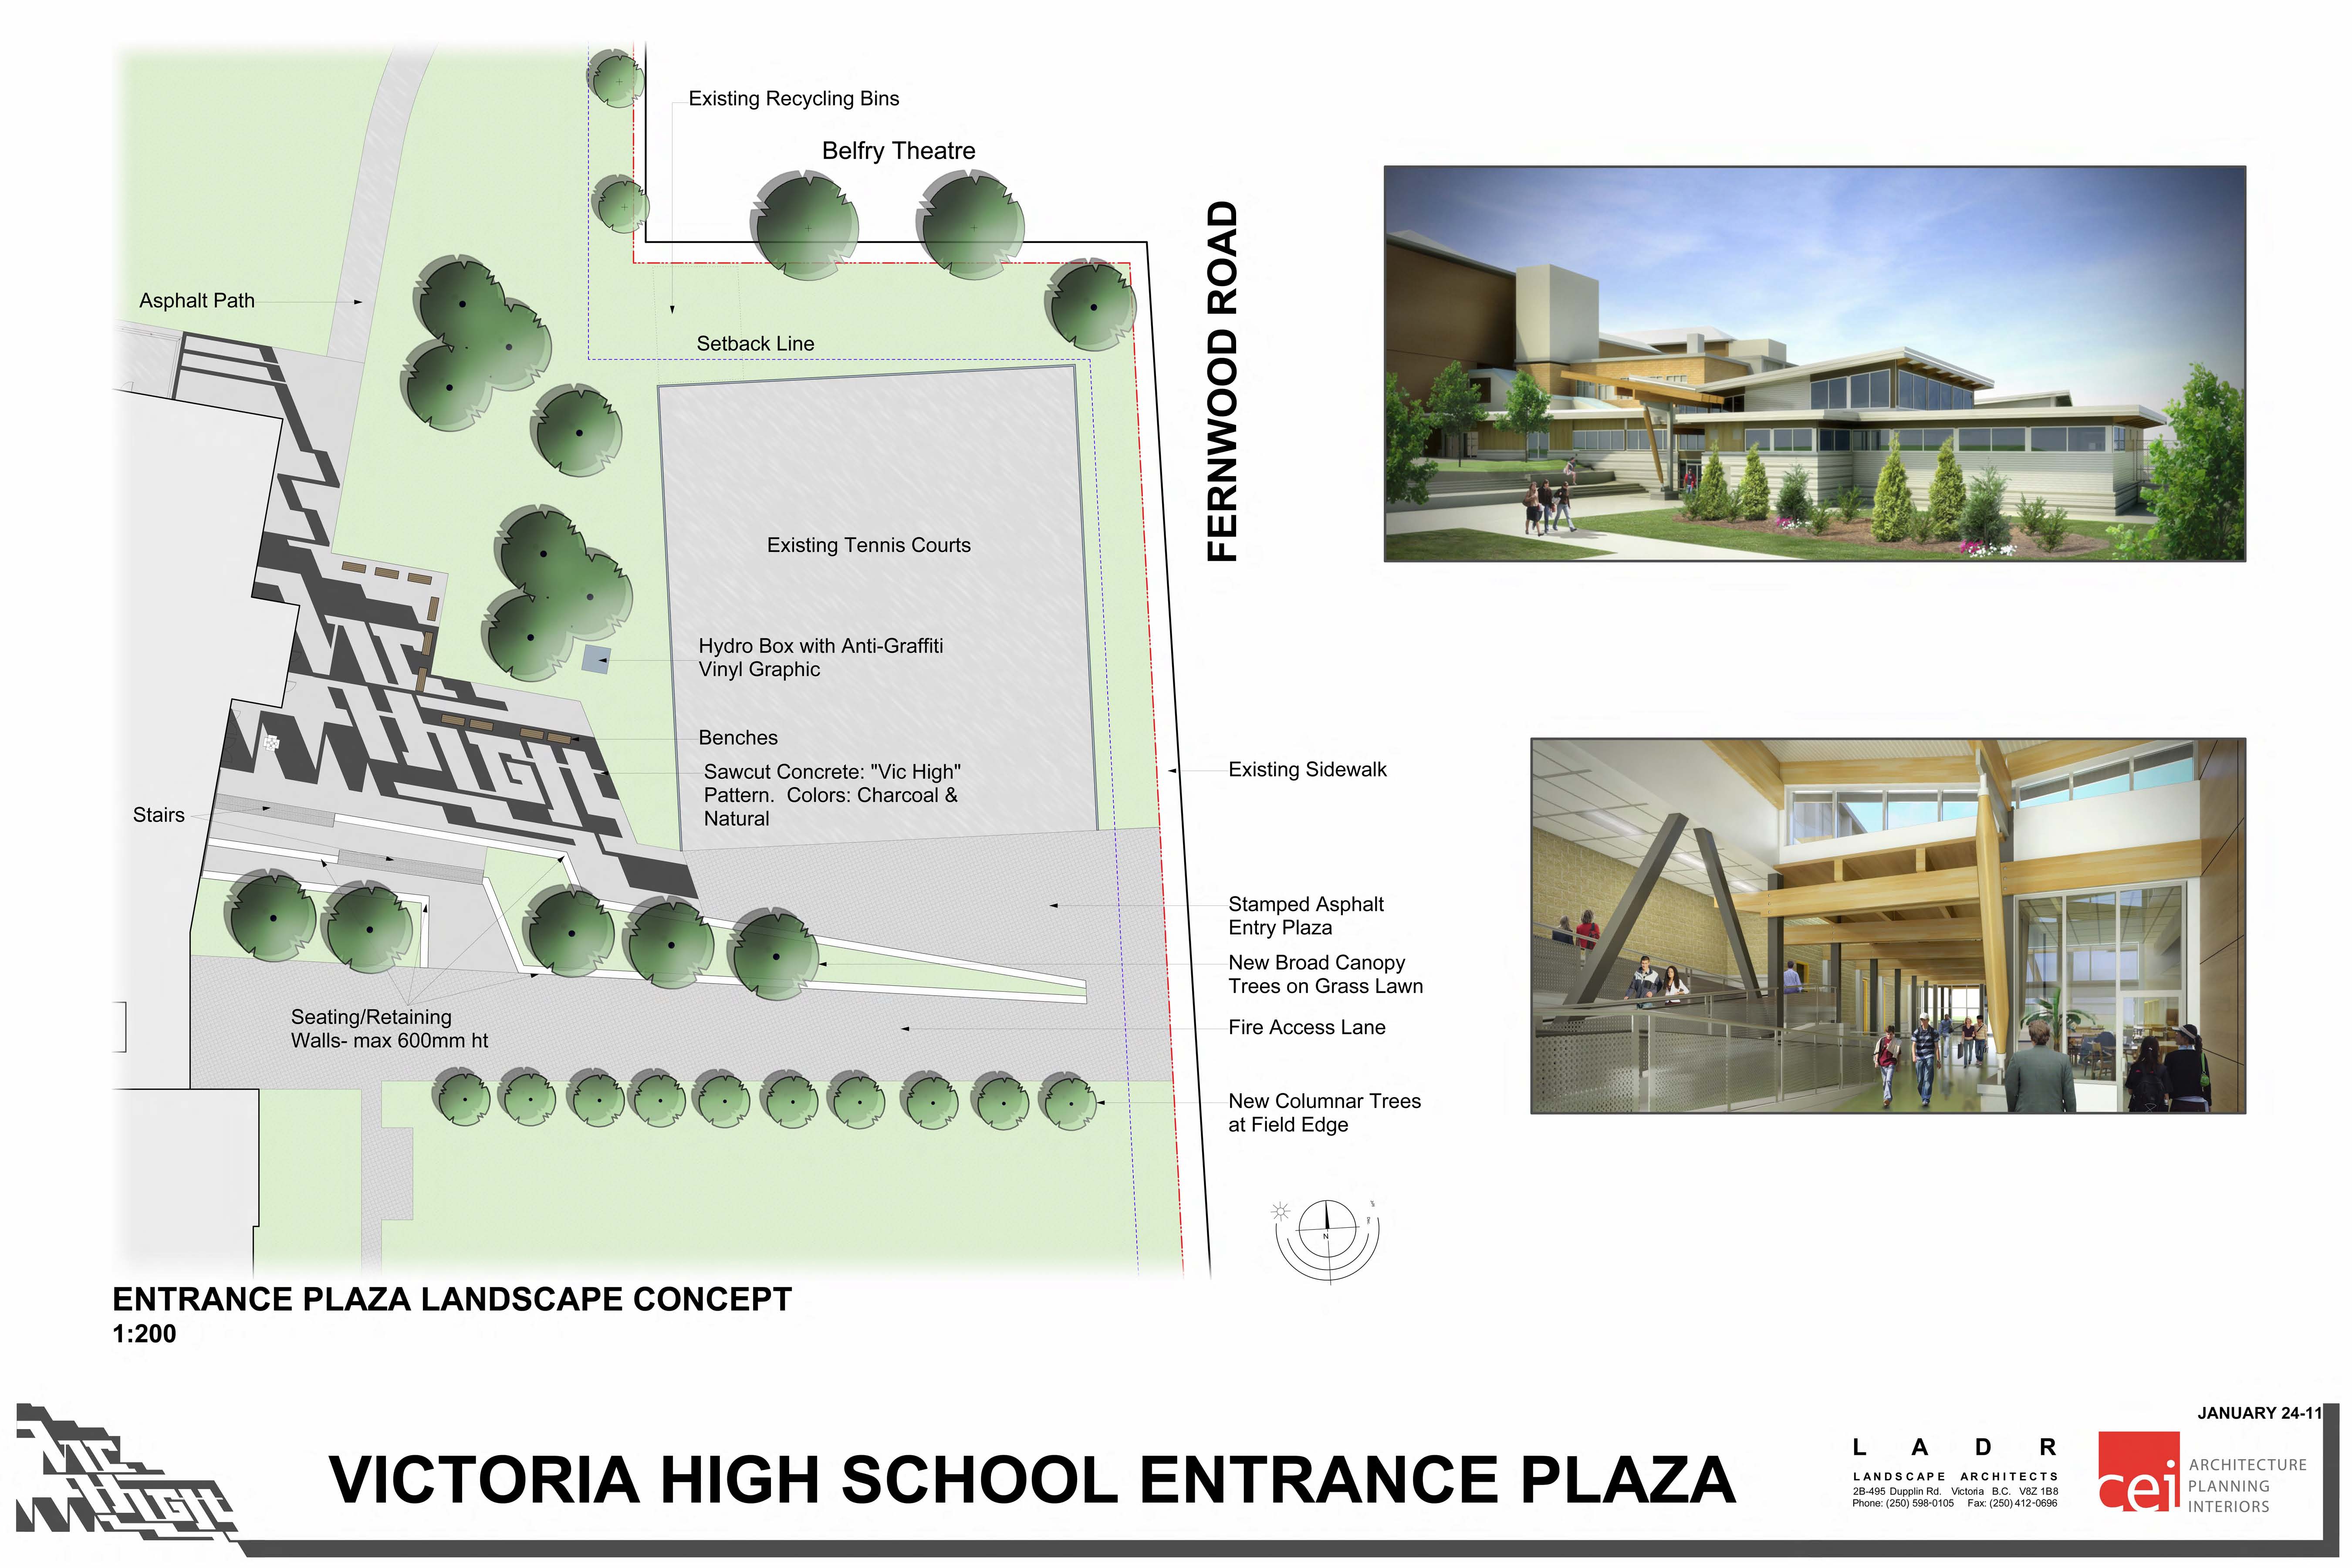 Existing Recycling Bins
Belfry Theatre
FERNWOOD ROAD
Asphalt Path
Setback Line
Existing Tennis Courts
Hydro Box with Anti-Graffiti
Vinyl Graphic
Benches
Sawcut Concrete: "Vic High"
Pattern.  Colors: Charcoal &
Natural
Existing Sidewalk
Stairs
Stamped Asphalt
Entry Plaza
New Broad Canopy
Trees on Grass Lawn
Seating/Retaining
Walls- max 600mm ht
Fire Access Lane
New Columnar Trees
at Field Edge
N
ENTRANCE PLAZA LANDSCAPE CONCEPT
1:200
VIC HIGH
VICTORIA HIGH SCHOOL ENTRANCE PLAZA
JANUARY 24-11
L A D R
LANDSCAPE ARCHITECTS
2B-495 Dupplin Rd. Victoria B.C. V8Z 1B8
Phone: (250) 598-0105 Fax: (250) 412-0696
cei
ARCHITECTURE
PLANNING
INTERIORS